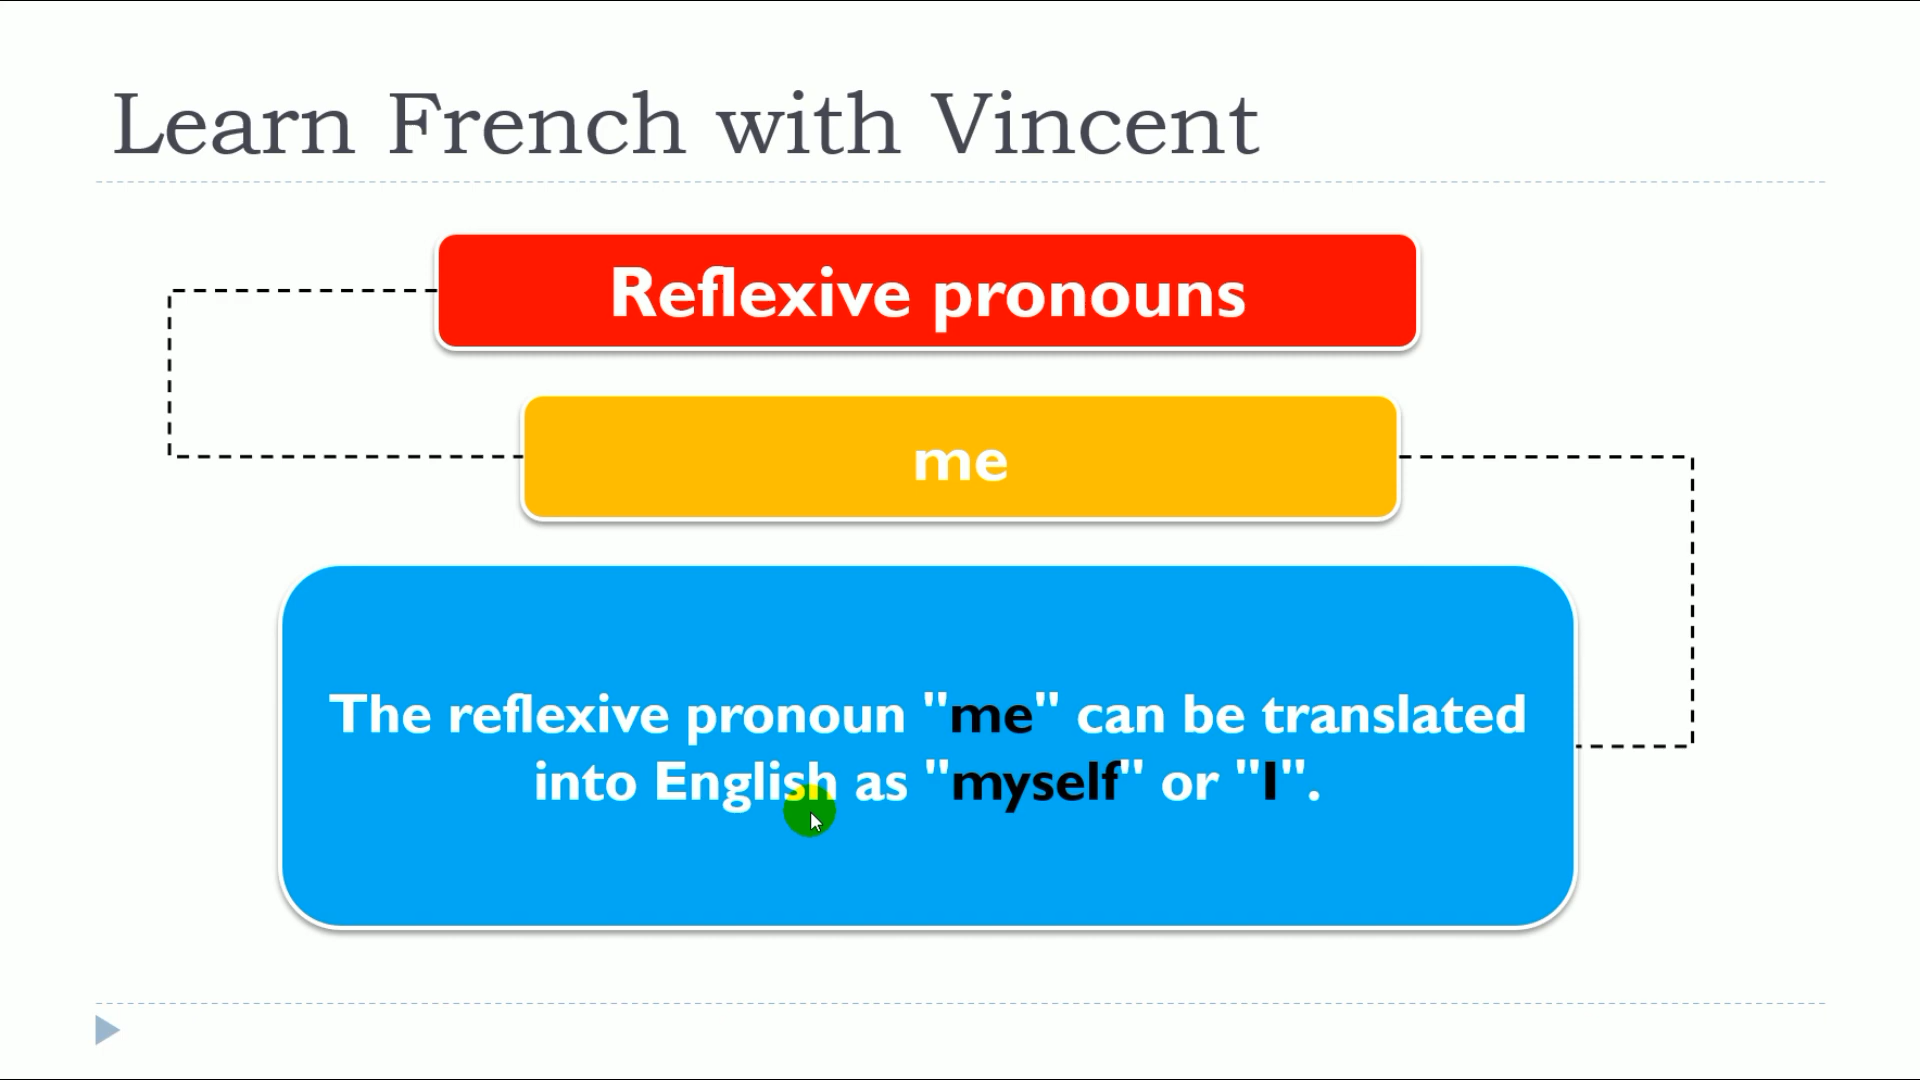 Learn French with Vincent
Reflexive pronouns
me
The reflexive pronoun "me" can be translated
into English as "myself" or "I".